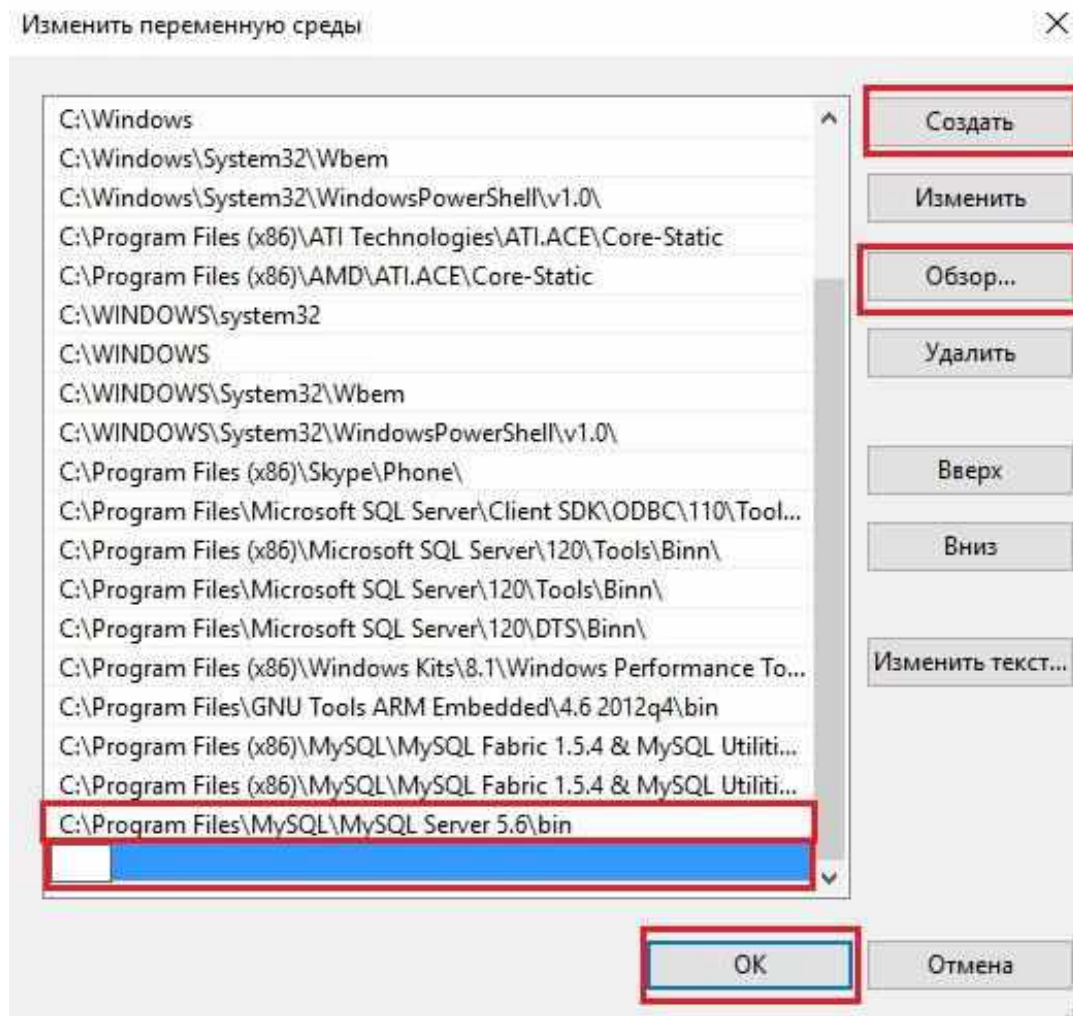 Изменить переменную среды
C:\Windows
C:\Windows\System32\Wbem
C:\Windows\System32\WindowsPowerShell\v1.0\
C:\Program Files (x86)\ATI Technologies\ATI.ACE\Core-Static
C:\Program Files (x86)\AMD\ATI.ACE\Core-Static
C:\WINDOWS\system32
C:\WINDOWS
C:\WINDOWS\System32\Wbem
C:\WINDOWS\System32\WindowsPowerShell\v1.0\
C:\Program Files (x86)\Skype\Phone\
C:\Program Files\Microsoft SQL Server\Client SDK\ODBC\110\Tool...
C:\Program Files (x86)\Microsoft SQL Server\120\Tools\Binn\
C:\Program Files\Microsoft SQL Server\120\Tools\Binn\
C:\Program Files\Microsoft SQL Server\120\DTS\Binn\
C:\Program Files (x86)\Windows Kits\8.1\Windows Performance To...
C:\Program Files\GNU Tools ARM Embedded\4.6 2012q4\bin
C:\Program Files (x86)\MySQL\MySQL Fabric 1.5.4 & MySQL Utiliti...
C:\Program Files (x86)\MySQL\MySQL Fabric 1.5.4 & MySQL Utiliti...
C:\Program Files\MySQL\MySQL Server 5.6\bin
Создать
Изменить
Обзор...
Удалить
Вверх
Вниз
Изменить текст...
ОК
Отмена